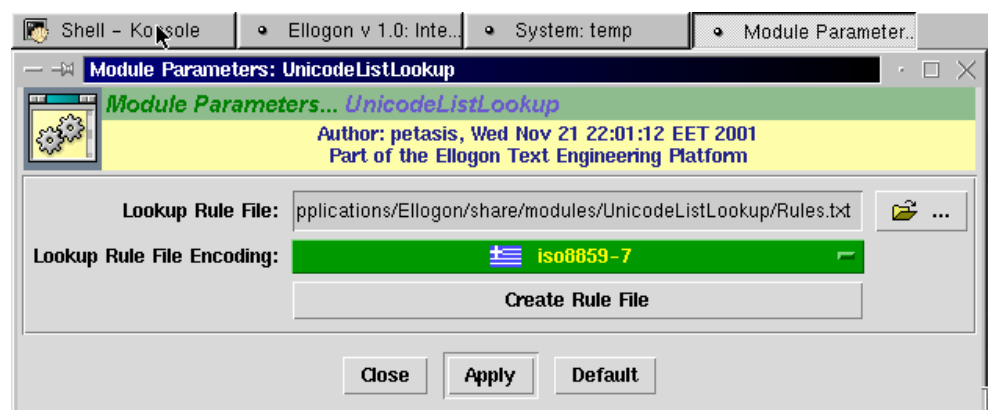 Shell - Konsole Ellogon v 1.0: Inte... System: temp Module Parameter..
Module Parameters: UnicodeListLookup
Module Parameters... UnicodeListLookup
Author: petasis, Wed Nov 21 22:01:12 EET 2001
Part of the Ellogon Text Engineering Platform
Lookup Rule File: pplications/Ellogon/share/modules/UnicodeListLookup/Rules.txt ...
Lookup Rule File Encoding: iso8859-7
Create Rule File
Close Apply Default